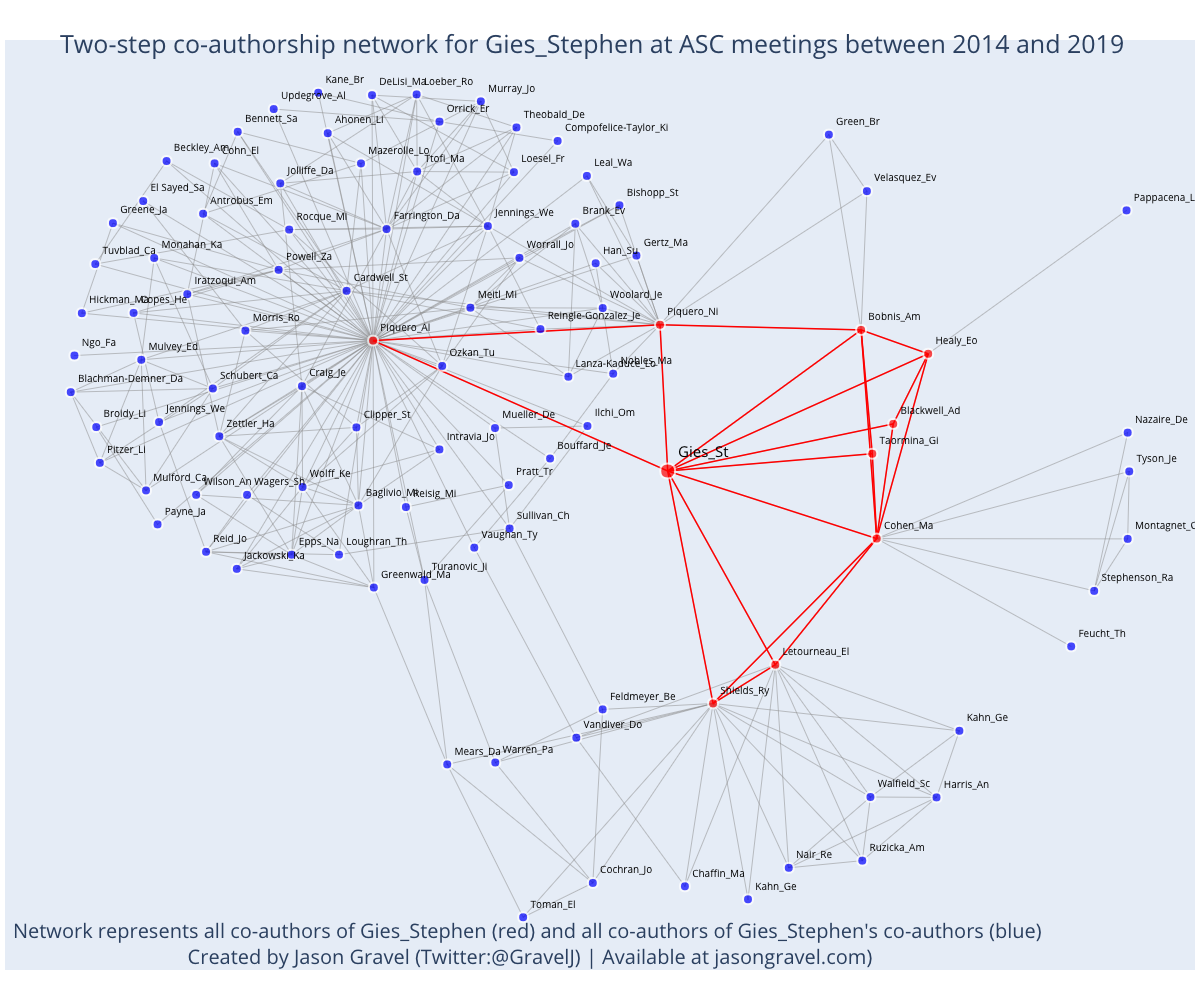 Two-step co-authorship network for Gies_Stephen at ASC meetings between 2014 and 2019
Kane_Br
DeLisi_Ma
Loeber_Ro
Murray_Jo
Updegrove_Al
Orrick_Er
Bennett_Sa
Ahonen_Li
Theobald_De
Green_Br
Compofelice-Taylor_Ki
Beckley_Am
Cohn_El
Mazerolle_Lo
Ttofi_Ma
Loesel_Fr
Jolliffe_Da
Leal_Wa
Velasquez_Ev
El Sayed_Sa
Antrobus_Em
Bishopp_St
Pappacena_L
Greene_Ja
Rocque_Mi
Farrington_Da
Jennings_We
Brank_Ev
Tuvblad_Ca
Monahan_Ka
Powell_Za
Worrall_Jo
Han_Su
Gertz_Ma
Iratzoqui_Am
Cardwell_St
Hickman_Ma
Copes_He
Meitl_Mi
Woolard_Je
Morris_Ro
Piquero_Al
Reingle-Gonzalez_Je
Piquero_Ni
Bobnis_Am
Ngo_Fa
Mulvey_Ed
Ozkan_Tu
Lanza-Kaduce_Lo
Nobles_Ma
Healy_Eo
Blachman-Demner_Da
Schubert_Ca
Craig_Je
Broidy_Li
Jennings_We
Zettler_Ha
Clipper_St
Mueller_De
Ilchi_Om
Blackwell_Ad
Nazaire_De
Pitzer_Li
Intravia_Jo
Bouffard_Je
Gies_St
Taormina_Gi
Tyson_Je
Mulford_Ca
Wilson_An
Wagers_Sh
Wolff_Ke
Baglivio_Mi
Reisig_Mi
Pratt_Tr
Payne_Ja
Sullivan_Ch
Cohen_Ma
Montagnet_C
Reid_Jo
Epps_Na
Loughran_Th
Vaughan_Ty
Jackowski_Ka
Greenwald_Ma
Turanovic_Ji
Stephenson_Ra
Feucht_Th
Letourneau_El
Shields_Ry
Feldmeyer_Be
Vandiver_Do
Kahn_Ge
Mears_Da
Warren_Pa
Walfield_Sc
Harris_An
Nair_Re
Ruzicka_Am
Cochran_Jo
Chaffin_Ma
Kahn_Ge
Toman_El
Network represents all co-authors of Gies_Stephen (red) and all co-authors of Gies_Stephen's co-authors (blue)
Created by Jason Gravel (Twitter:@GravelJ) | Available at jasongravel.com)